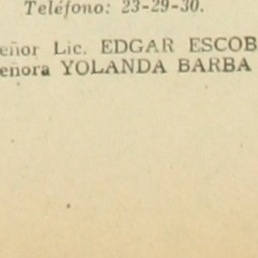 Teléfono: 23-29-30.
eñor Lic. EDGAR ESCOB
eñora YOLANDA BARBA